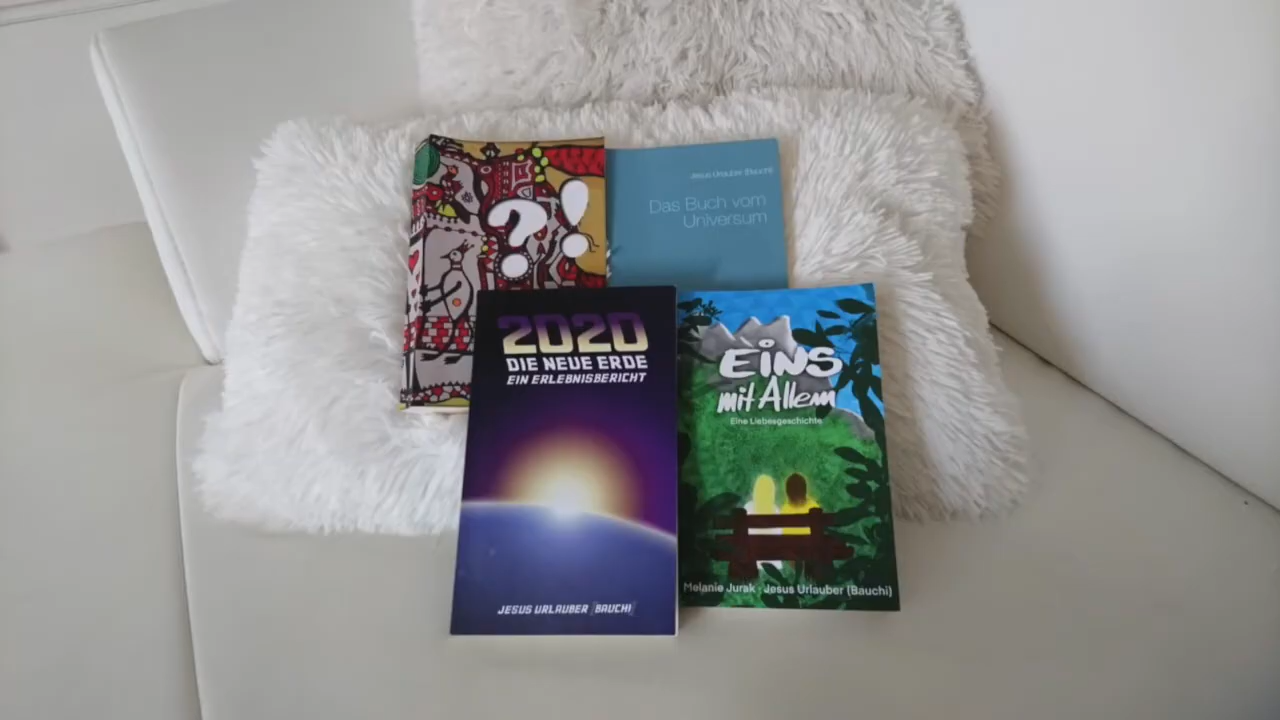 ?!
Jesus Urlauber (Bauchi)
Das Buch vom
Universum
2020
DIE NEUE ERDE
EIN ERLEBNISBERICHT
JESUS URLAUBER (BAUCHI)
EINS
mit Allem
Eine Liebesgeschichte
Melanie Jurak · Jesus Urlauber (Bauchi)